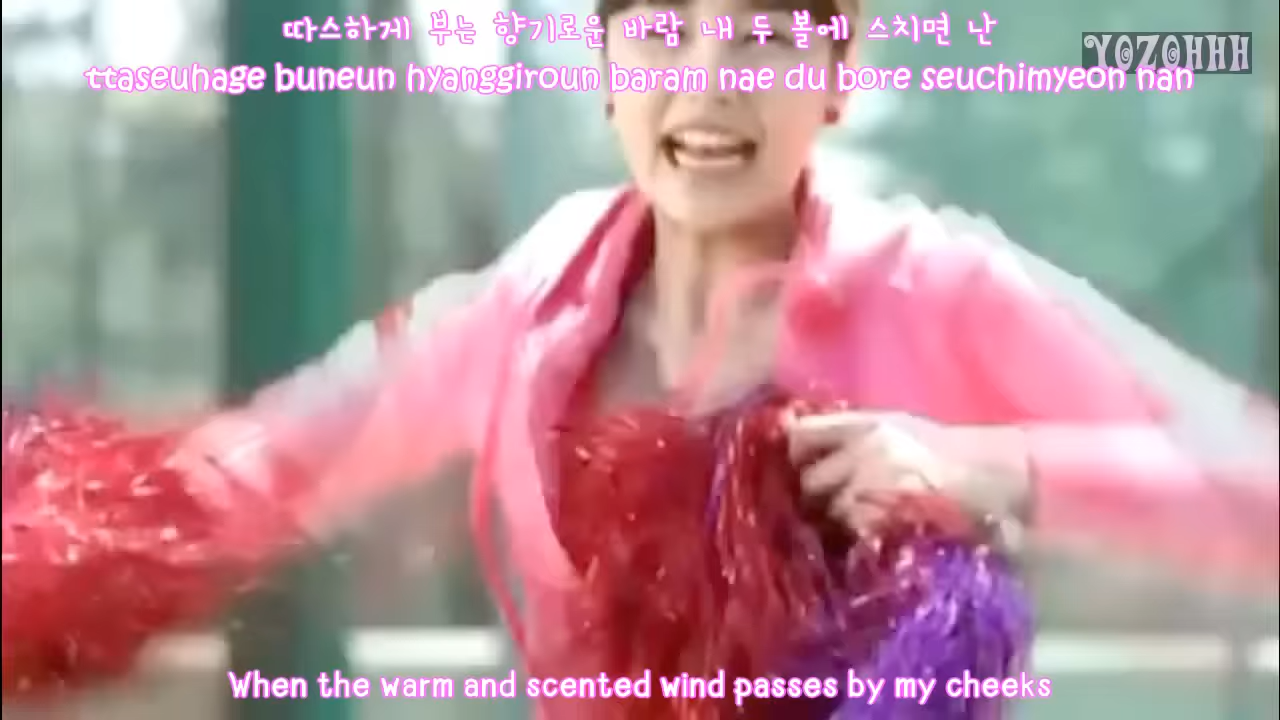 따스하게 부는 향기로운 바람 내 두 볼에 스치면 난
YOZOHHH
ttaseuhage buneun hyanggiroun baram nae du bore seuchimyeon nan
When the warm and scented wind passes by my cheeks